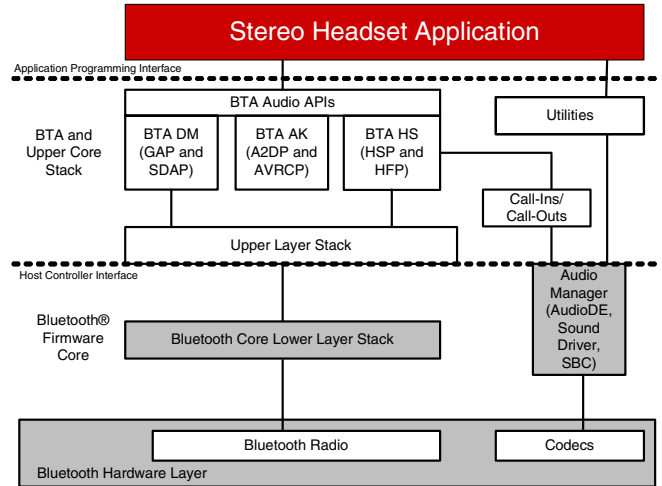 Stereo Headset Application
Application Programming Interface
BTA Audio APIs
BTA and
Upper Core
Stack
BTA DM
(GAP and
SDAP)
BTA AK
(A2DP and
AVRCP)
BTA HS
(HSP and
HFP)
Utilities
Call-Ins/
Call-Outs
Upper Layer Stack
Host Controller Interface
Audio
Manager
(AudioDE,
Sound
Driver,
SBC)
Bluetooth®
Firmware
Core
Bluetooth Core Lower Layer Stack
Bluetooth Radio
Codecs
Bluetooth Hardware Layer